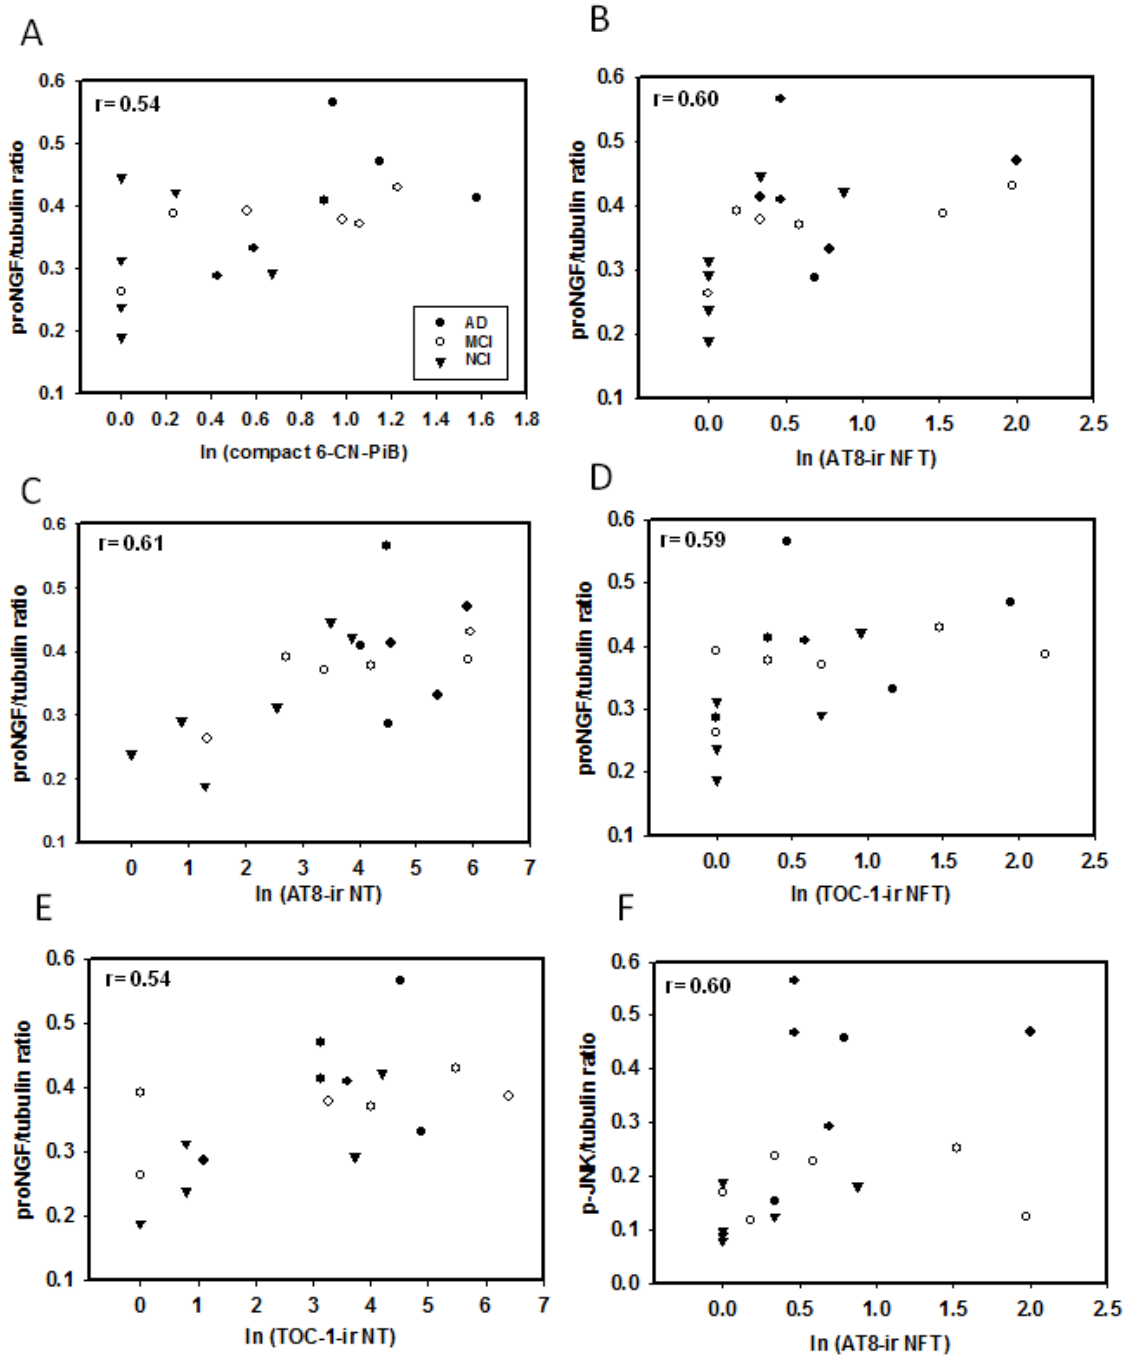 A
r= 0.54
proNGF/tubulin ratio
0.6
0.5
0.4
0.3
0.2
0.1
AD
MCI
NCI
0.0 0.2 0.4 0.6 0.8 1.0 1.2 1.4 1.6 1.8
ln (compact 6-CN-PiB)
B
r= 0.60
proNGF/tubulin ratio
0.6
0.5
0.4
0.3
0.2
0.1
0.0 0.5 1.0 1.5 2.0 2.5
ln (AT8-ir NFT)
C
r= 0.61
proNGF/tubulin ratio
0.6
0.5
0.4
0.3
0.2
0.1
0 1 2 3 4 5 6 7
ln (AT8-ir NT)
D
r= 0.59
proNGF/tubulin ratio
0.6
0.5
0.4
0.3
0.2
0.1
0.0 0.5 1.0 1.5 2.0 2.5
ln (TOC-1-ir NFT)
E
r= 0.54
proNGF/tubulin ratio
0.6
0.5
0.4
0.3
0.2
0.1
0 1 2 3 4 5 6 7
ln (TOC-1-ir NT)
F
r= 0.60
p-JNK/tubulin ratio
0.6
0.5
0.4
0.3
0.2
0.1
0.0
0.0 0.5 1.0 1.5 2.0 2.5
ln (AT8-ir NFT)